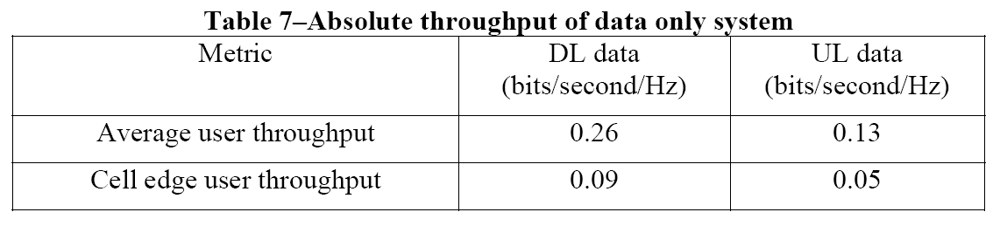 Table 7–Absolute throughput of data only system
Metric DL data UL data
(bits/second/Hz) (bits/second/Hz)
Average user throughput 0.26 0.13
Cell edge user throughput 0.09 0.05